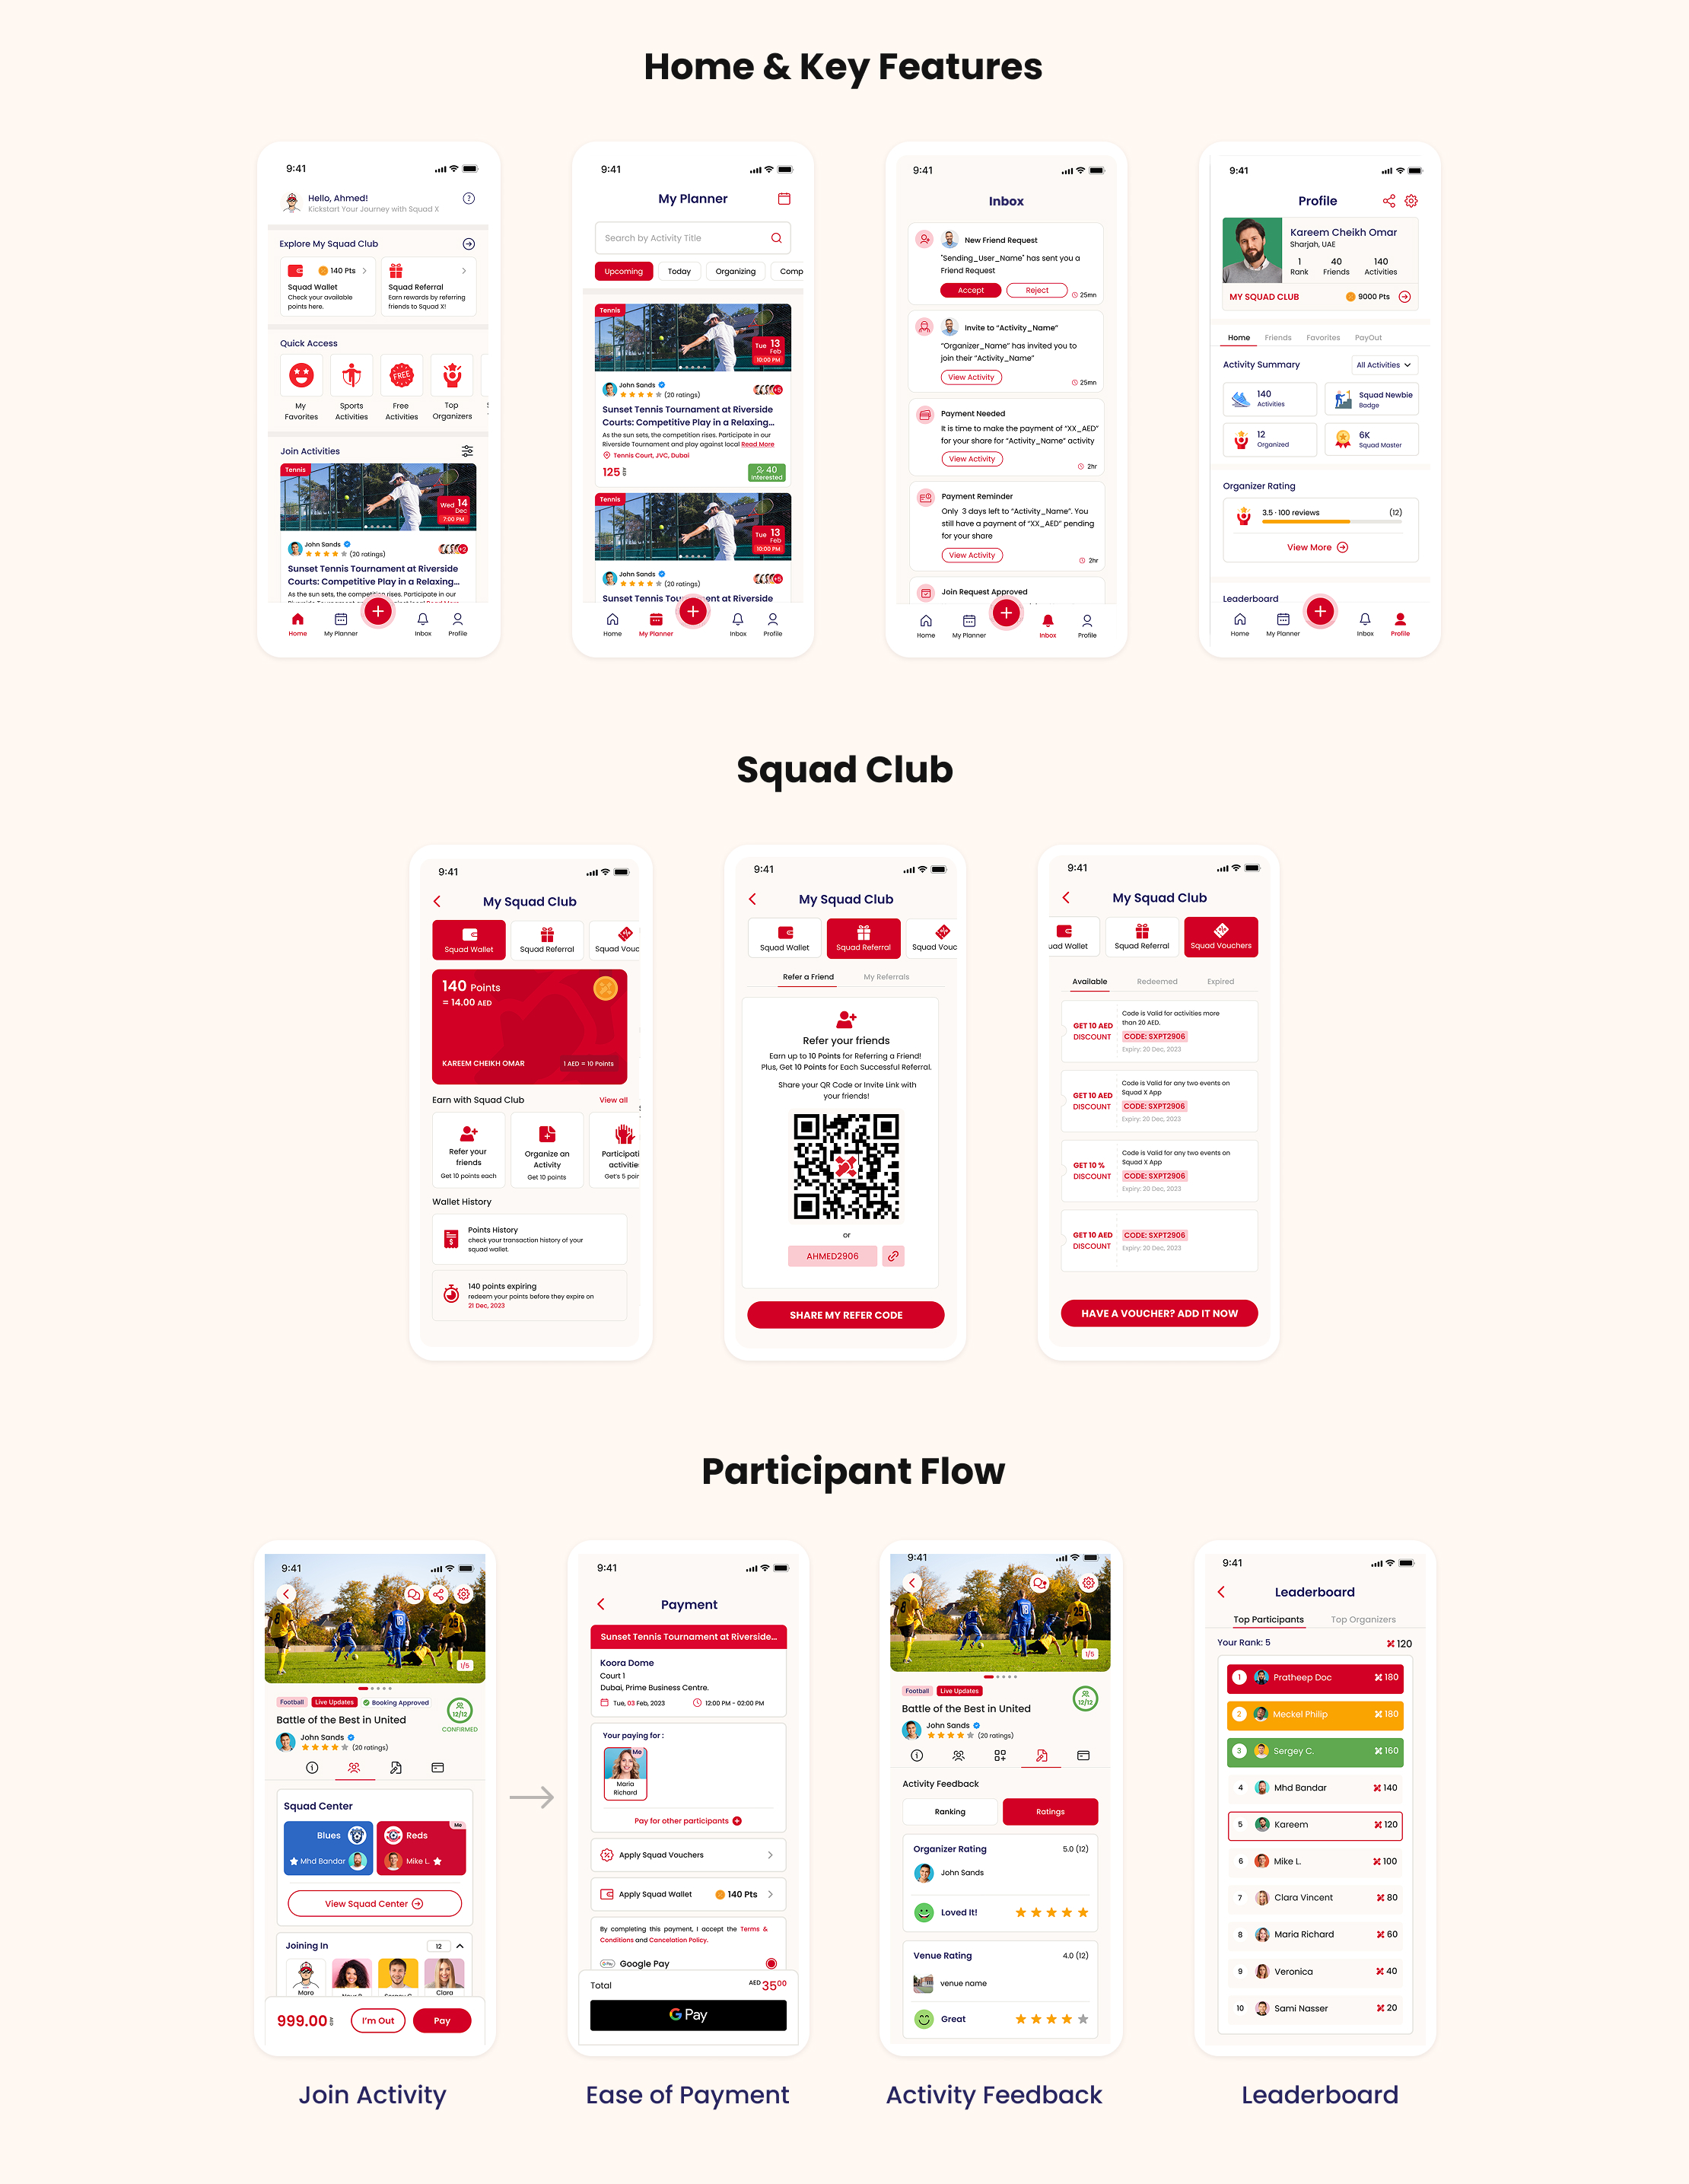 Home & Key Features
9:41
Hello, Ahmed!
Kickstart Your Journey with Squad X
Explore My Squad Club
140 Pts
Squad Wallet
Check your available
points here.
Squad Referral
Earn rewards by referring
friends to Squad X!
Quick Access
FREE
My
Favorites
Sports
Activities
Free
Activities
Top
Organizers
Join Activities
Tennis
Wed 14
Dec
7:00 PM
John Sands
(20 ratings)
+2
Sunset Tennis Tournament at Riverside
Courts: Competitive Play in a Relaxing...
As the sun sets, the competition rises. Participate in our
Home
My Planner
Inbox
Profile
9:41
My Planner
Search by Activity Title
Upcoming
Today
Organizing
Comp
Tennis
Tue 13
Feb
10:00 PM
John Sands
(20 ratings)
+5
Sunset Tennis Tournament at Riverside
Courts: Competitive Play in a Relaxing...
As the sun sets, the competition rises. Participate in our
Riverside Tournament and play against local Read More
Tennis Court, JVC, Dubai
125
40
Interested
Tennis
Tue 13
Feb
10:00 PM
John Sands
(20 ratings)
+5
Sunset Tennis Tournament at Riverside
Home
My Planner
Inbox
Profile
9:41
Inbox
New Friend Request
"Sending_User_Name" has sent you a
Friend Request
Accept
Reject
25mn
Invite to "Activity_Name"
"Organizer_Name" has invited you to
join their "Activity_Name"
View Activity
25mn
Payment Needed
It is time to make the payment of "XX_AED"
for your share for "Activity_Name" activity
View Activity
2hr
Payment Reminder
Only 3 days left to "Activity_Name". You
still have a payment of "XX_AED" pending
for your share
View Activity
2hr
Join Request Approved
Home
My Planner
Inbox
Profile
9:41
Profile
Kareem Cheikh Omar
Sharjah, UAE
1
Rank
40
Friends
140
Activities
MY SQUAD CLUB
9000 Pts
Home
Friends
Favorites
PayOut
Activity Summary
All Activities
140
Activities
Squad Newbie
Badge
12
Organized
6K
Squad Master
Organizer Rating
3.5 · 100 reviews
(12)
View More
Leaderboard
Home
My Planner
Inbox
Profile
Squad Club
9:41
My Squad Club
Squad Wallet
Squad Referral
Squad Vouc
140 Points
= 14.00 AED
KAREEM CHEIKH OMAR
1 AED = 10 Points
Earn with Squad Club
View all
Refer your
friends
Get 10 points each
Organize an
Activity
Get 10 points
Participati
activitie
Get's 5 poir
Wallet History
Points History
check your transaction history of your
squad wallet.
140 points expiring
redeem your points before they expire on
21 Dec, 2023
9:41
My Squad Club
Squad Wallet
Squad Referral
Squad Vouc
Refer a Friend
My Referrals
Refer your friends
Earn up to 10 Points for Referring a Friend!
Plus, Get 10 Points for Each Successful Referral.
Share your QR Code or Invite Link with
your friends!
or
AHMED2906
SHARE MY REFER CODE
9:41
My Squad Club
uad Wallet
Squad Referral
Squad Vouchers
Available
Redeemed
Expired
GET 10 AED
DISCOUNT
Code is Valid for activities more
than 20 AED.
CODE: SXPT2906
Expiry: 20 Dec, 2023
GET 10 AED
DISCOUNT
Code is Valid for any two events on
Squad X App
CODE: SXPT2906
Expiry: 20 Dec, 2023
GET 10 %
DISCOUNT
Code is Valid for any two events on
Squad X App
CODE: SXPT2906
Expiry: 20 Dec, 2023
GET 10 AED
DISCOUNT
CODE: SXPT2906
Expiry: 20 Dec, 2023
HAVE A VOUCHER? ADD IT NOW
Participant Flow
9:41
1/5
Football
Live Updates
Booking Approved
12/12
CONFIRMED
Battle of the Best in United
John Sands
(20 ratings)
Squad Center
Me
Blues
Reds
Mhd Bandar
Mike L.
View Squad Center
Joining In
12
Clara
999.00
I'm Out
Pay
Join Activity
9:41
Payment
Sunset Tennis Tournament at Riverside...
Koora Dome
Court 1
Dubai, Prime Business Centre.
Tue, 03 Feb, 2023
12:00 PM - 02:00 PM
Your paying for :
Me
Maria
Richard
Pay for other participants
Apply Squad Vouchers
Apply Squad Wallet
140 Pts
By completing this payment, I accept the Terms &
Conditions and Concelation Policy.
G Pay
Google Pay
Total
AED 35⁰⁰
G Pay
Ease of Payment
9:41
1/5
Football
Live Updates
12/12
Battle of the Best in United
John Sands
(20 ratings)
Activity Feedback
Ranking
Ratings
Organizer Rating
5.0 (12)
John Sands
Loved It!
Venue Rating
4.0 (12)
venue name
Great
Activity Feedback
9:41
Leaderboard
Top Participants
Top Organizers
Your Rank: 5
120
1 Pratheep Doc 180
2 Meckel Philip 180
3 Sergey C. 160
4 Mhd Bandar 140
5 Kareem 120
6 Mike L. 100
7 Clara Vincent 80
8 Maria Richard 60
9 Veronica 40
10 Sami Nasser 20
Leaderboard